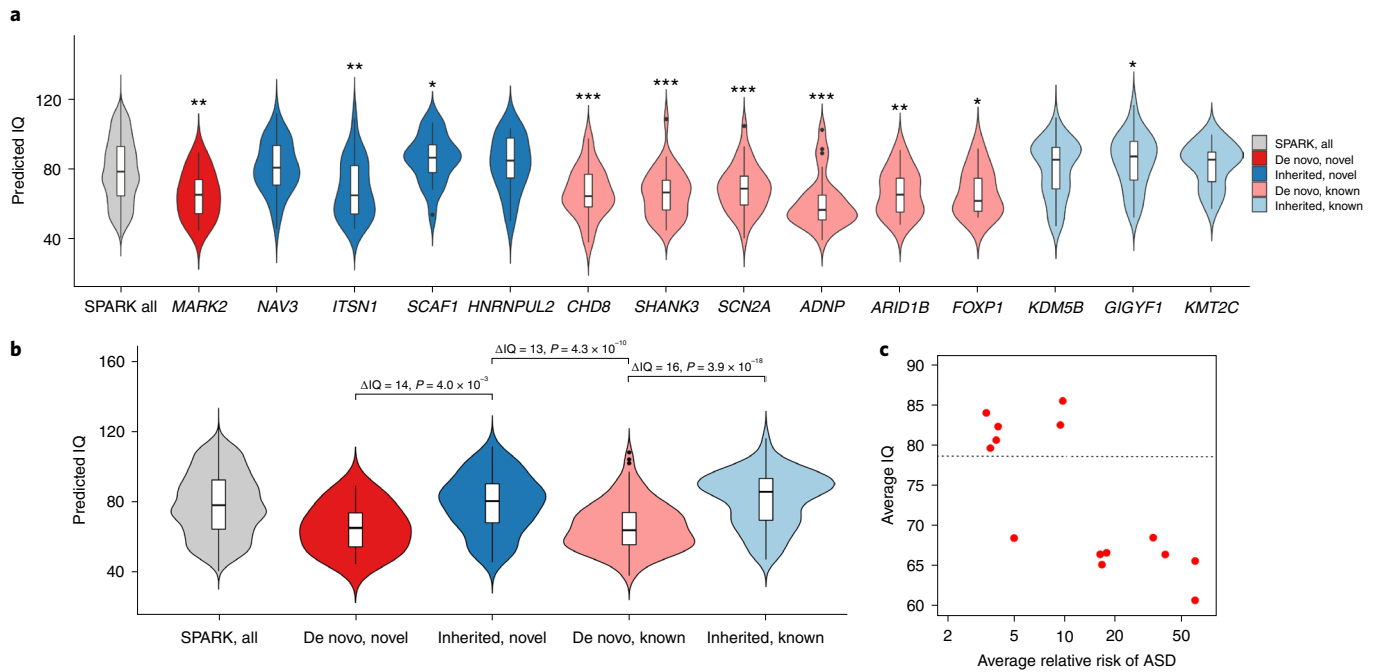 a
Predicted IQ
120
80
40
** ** * *** *** *** *** ** * *
SPARK all MARK2 NAV3 ITSN1 SCAF1 HNRNPUL2 CHD8 SHANK3 SCN2A ADNP ARID1B FOXP1 KDM5B GIGYF1 KMT2C
SPARK, all
De novo, novel
Inherited, novel
De novo, known
Inherited, known
b
Predicted IQ
160
120
80
40
ΔIQ = 14, P = 4.0 × 10⁻³
ΔIQ = 13, P = 4.3 × 10⁻¹⁰
ΔIQ = 16, P = 3.9 × 10⁻¹⁸
SPARK, all De novo, novel Inherited, novel De novo, known Inherited, known
c
Average IQ
90
85
80
75
70
65
60
2 5 10 20 50
Average relative risk of ASD